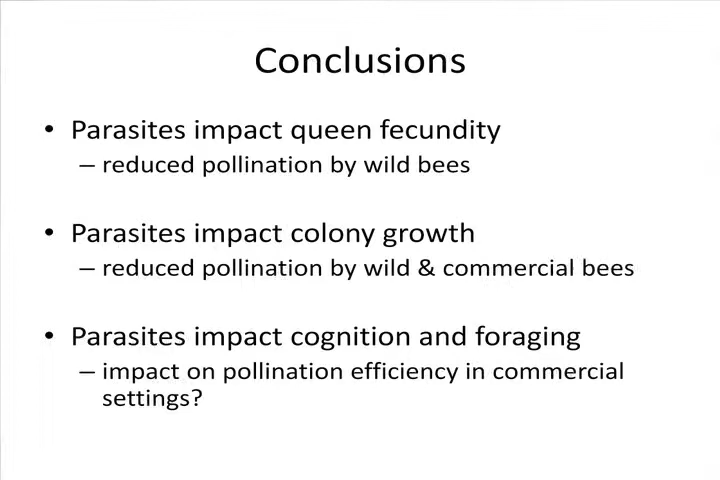 Conclusions
• Parasites impact queen fecundity
– reduced pollination by wild bees
• Parasites impact colony growth
– reduced pollination by wild & commercial bees
• Parasites impact cognition and foraging
– impact on pollination efficiency in commercial
settings?